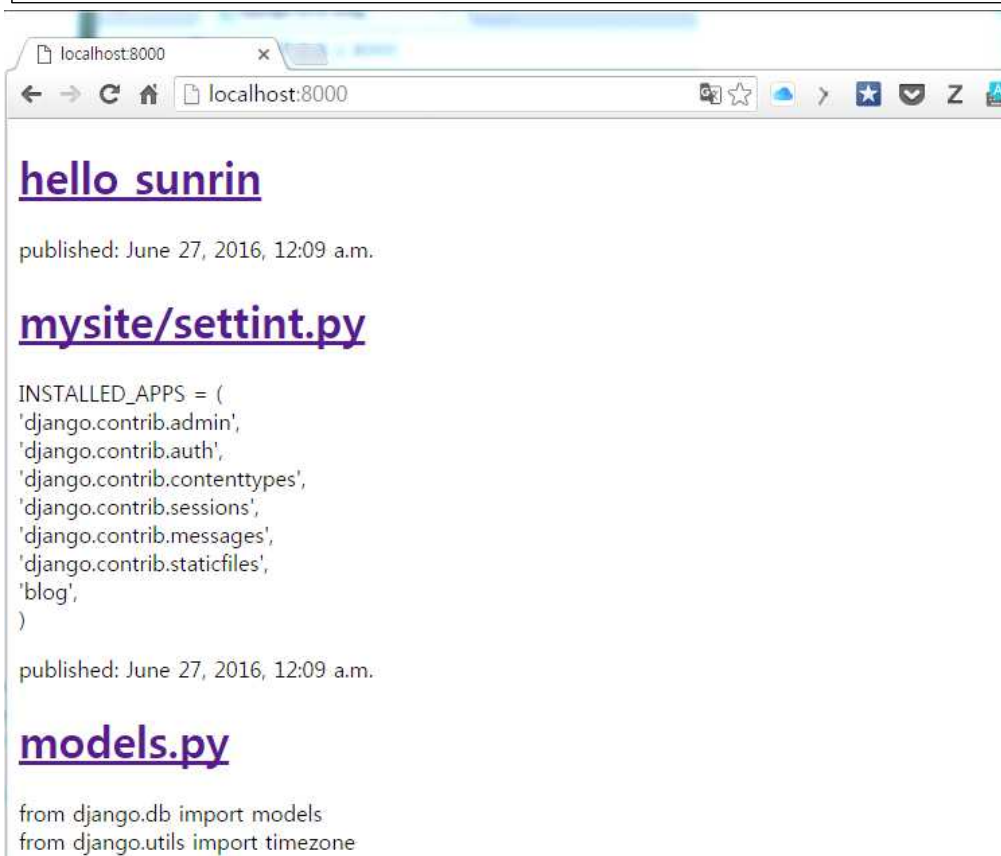 localhost:8000
localhost:8000
hello sunrin
published: June 27, 2016, 12:09 a.m.
mysite/settint.py
INSTALLED_APPS = (
'django.contrib.admin',
'django.contrib.auth',
'django.contrib.contenttypes',
'django.contrib.sessions',
'django.contrib.messages',
'django.contrib.staticfiles',
'blog',
)
published: June 27, 2016, 12:09 a.m.
models.py
from django.db import models
from django.utils import timezone